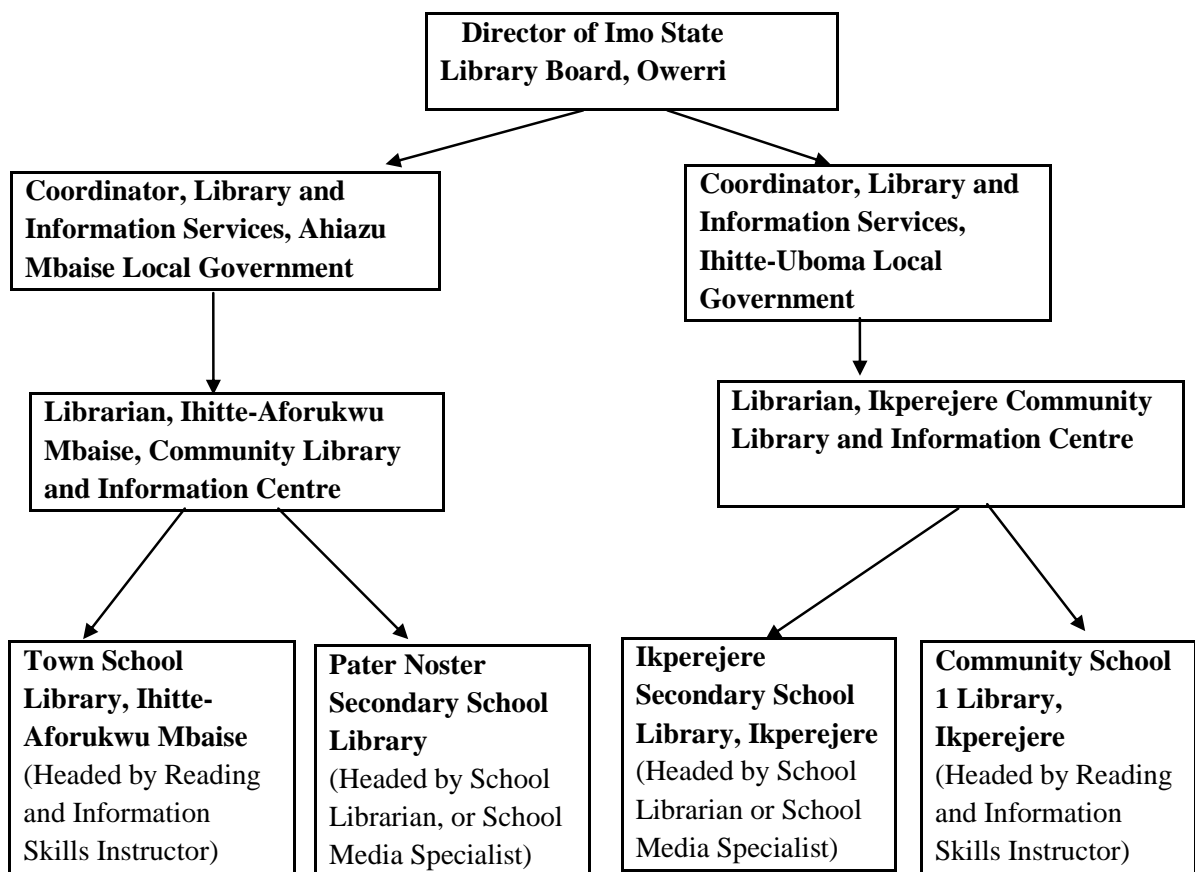 Director of Imo State
Library Board, Owerri
Coordinator, Library and
Information Services, Ahiazu
Mbaise Local Government
Coordinator, Library and
Information Services,
Ihitte-Uboma Local
Government
Librarian, Ihitte-Aforukwu
Mbaise, Community Library
and Information Centre
Librarian, Ikperejere Community
Library and Information Centre
Town School
Library, Ihitte-
Aforukwu Mbaise
(Headed by Reading
and Information
Skills Instructor)
Pater Noster
Secondary School
Library
(Headed by School
Librarian, or School
Media Specialist)
Ikperejere
Secondary School
Library, Ikperejere
(Headed by School
Librarian or School
Media Specialist)
Community School
1 Library,
Ikperejere
(Headed by Reading
and Information
Skills Instructor)